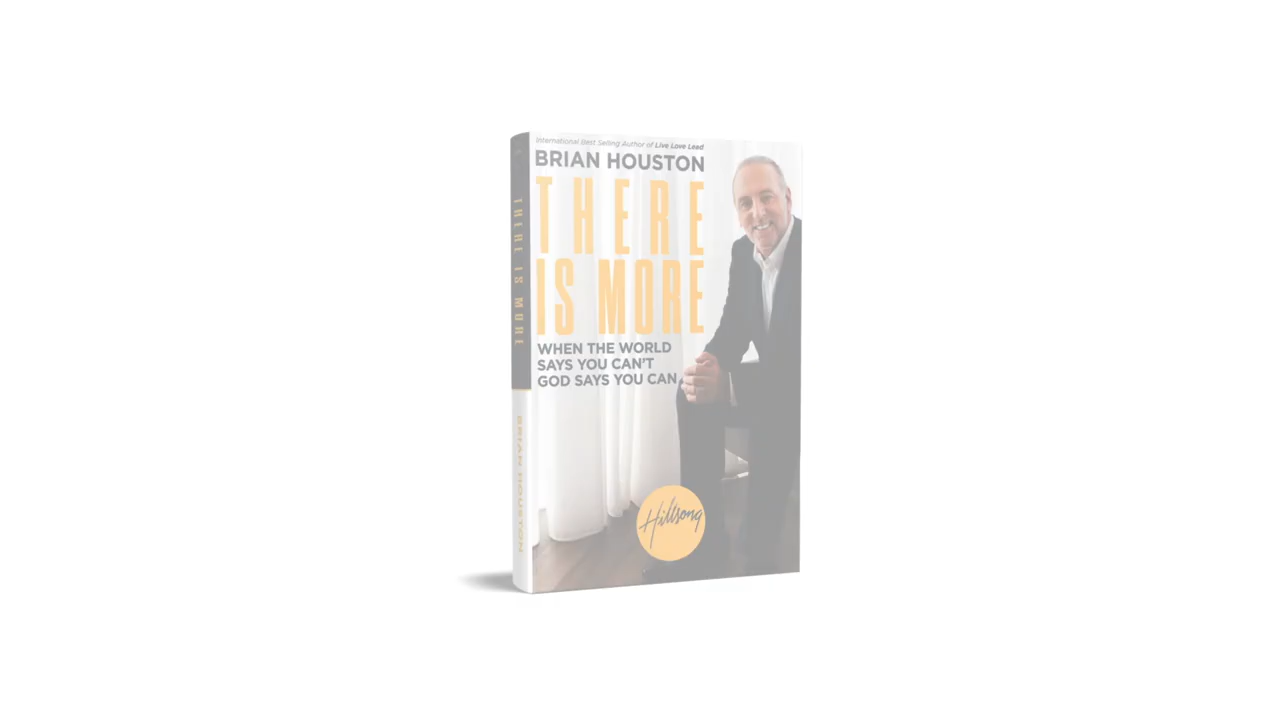 International Best Selling Author of Live Love Lead
BRIAN HOUSTON
THERE
IS MORE
WHEN THE WORLD
SAYS YOU CAN'T
GOD SAYS YOU CAN
Hillsong
THERE IS MORE
BRIAN HOUSTON